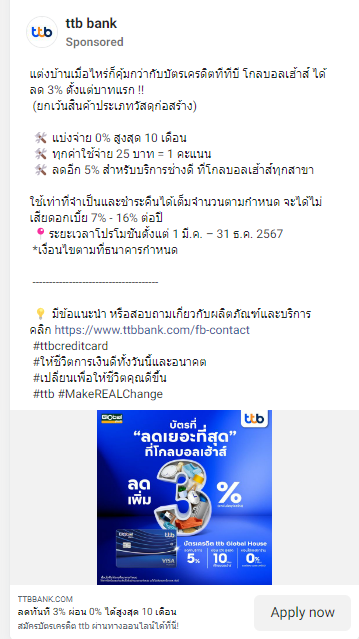 ttb bank
Sponsored
แต่งบ้านเมื่อไหร่ก็คุ้มกว่ากับบัตรเครดิตทีทีบี โกลบอลเฮ้าส์ ได้
ลด 3% ตั้งแต่บาทแรก !!
(ยกเว้นสินค้าประเภทวัสดุก่อสร้าง)
🛠️ แบ่งจ่าย 0% สูงสุด 10 เดือน
🛠️ ทุกค่าใช้จ่าย 25 บาท = 1 คะแนน
🛠️ ลดอีก 5% สำหรับบริการช่างดี ที่โกลบอลเฮ้าส์ทุกสาขา
ใช้เท่าที่จำเป็นและชำระคืนได้เต็มจำนวนตามกำหนด จะได้ไม่
เสียดอกเบี้ย 7% - 16% ต่อปี
📍ระยะเวลาโปรโมชันตั้งแต่ 1 มี.ค. – 31 ธ.ค. 2567
*เงื่อนไขตามที่ธนาคารกำหนด
--------------------------------------
💡 มีข้อแนะนำ หรือสอบถามเกี่ยวกับผลิตภัณฑ์และบริการ
คลิก https://www.ttbbank.com/fb-contact
#ttbcreditcard
#ให้ชีวิตการเงินดีทั้งวันนี้และอนาคต
#เปลี่ยนเพื่อให้ชีวิตคุณดีขึ้น
#ttb #MakeREALChange
Global
ttb
บัตรที่
“ลดเยอะที่สุด”
ที่โกลบอลเฮ้าส์
ลด
เพิ่ม
3%
ttb
VISA
บัตรเครดิต ttb Global House
5%
10
0%
TTBBANK.COM
ลดทันที 3% ผ่อน 0% ได้สูงสุด 10 เดือน
สมัครบัตรเครดิต ttb ผ่านทางออนไลน์ได้ที่นี่!
Apply now